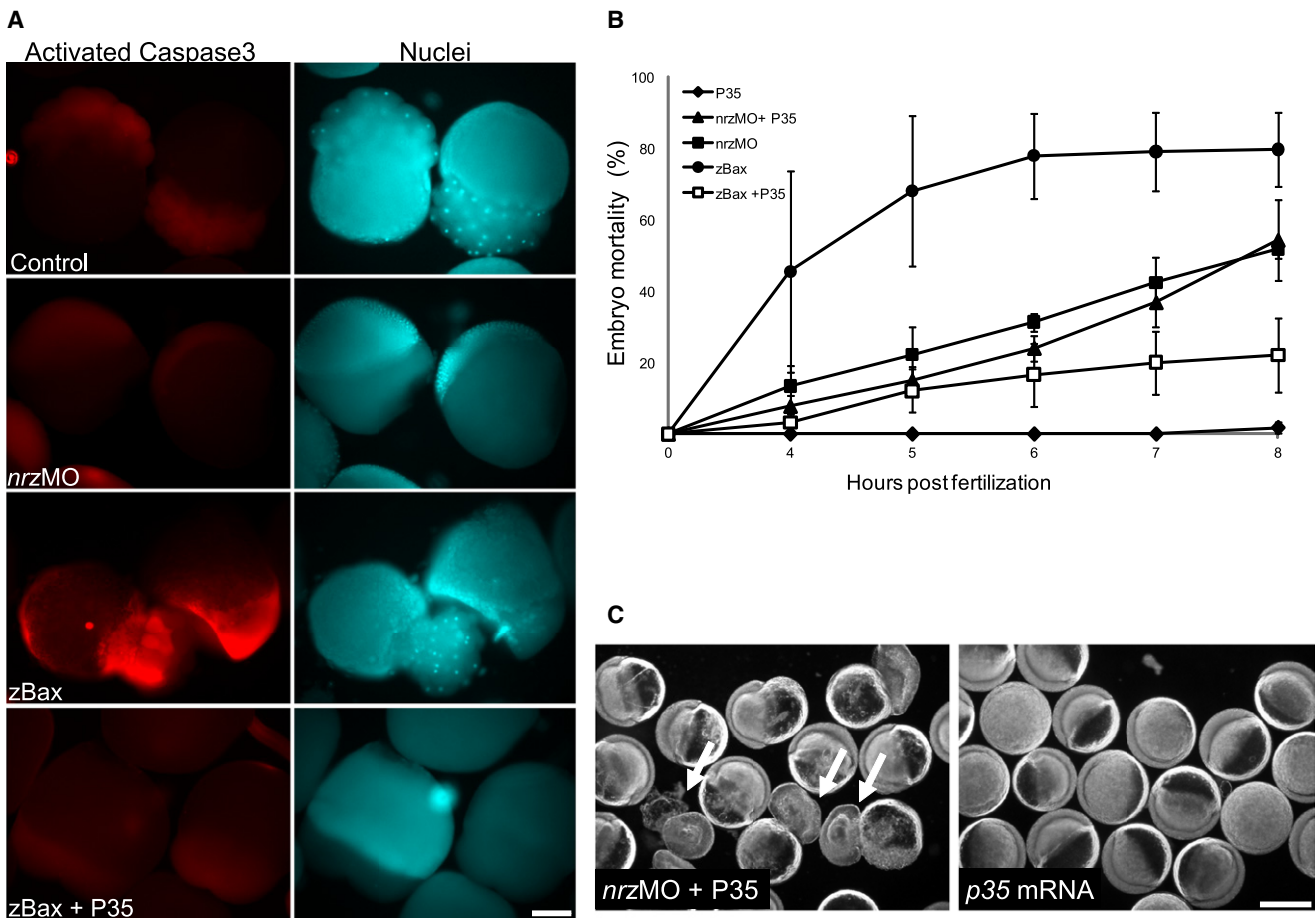 A
Activated Caspase3
Nuclei
Control
nrzMO
zBax
zBax + P35
B
100
80
60
40
20
0
4
5
6
7
8
Embryo mortality (%)
Hours post fertilization
P35
nrzMO+ P35
nrzMO
zBax
zBax +P35
C
nrzMO + P35
p35 mRNA